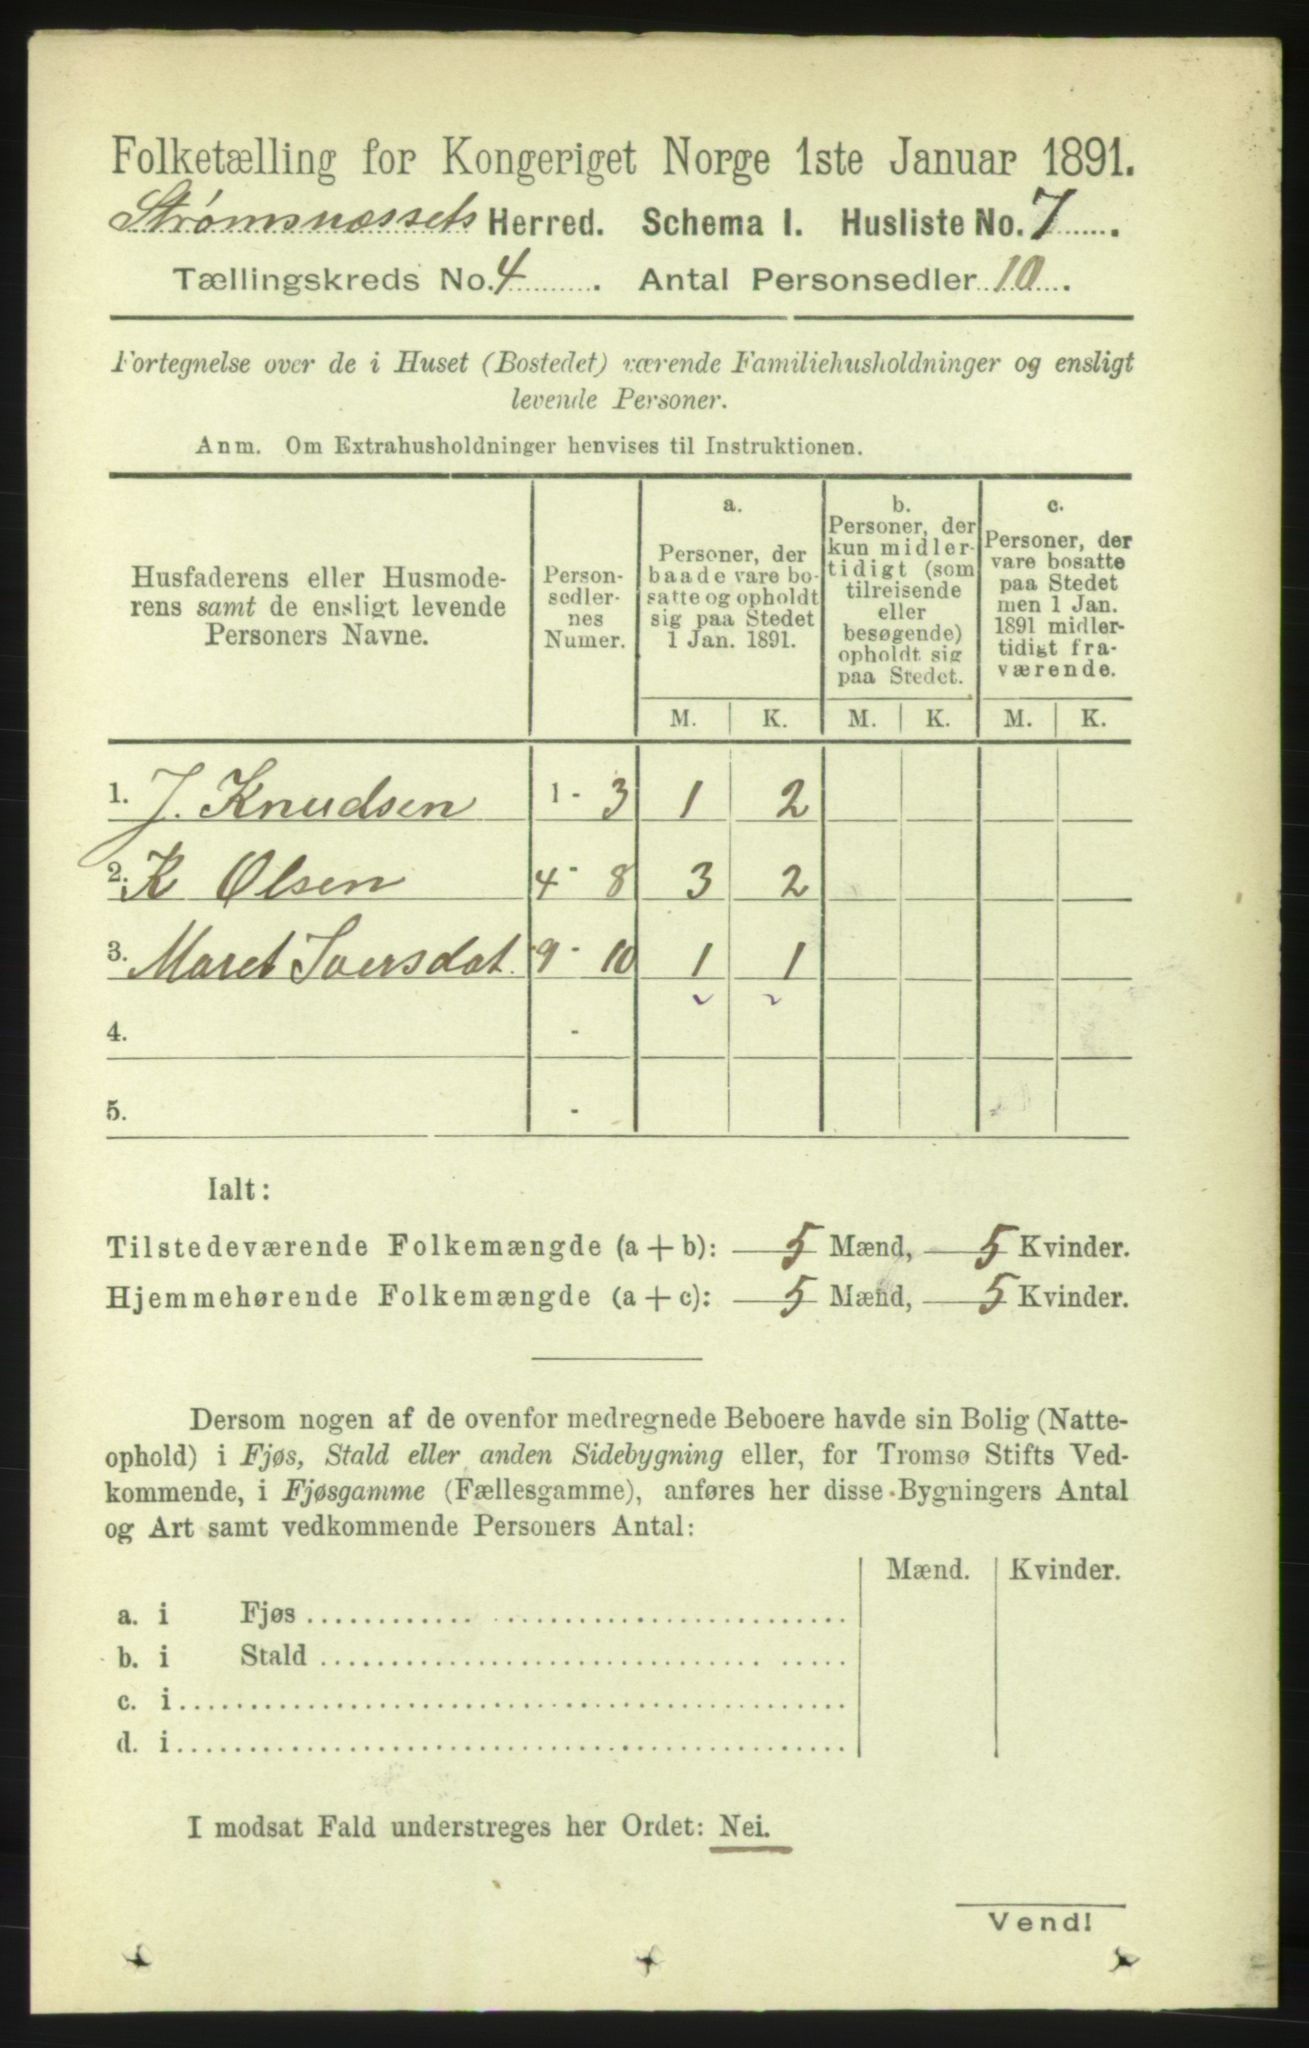 Folketælling for Kongeriget Norge 1ste Januar 1891.
Strømsnæssets Herred. Schema I. Husliste No. 7
Tællingskreds No. 4. Antal Personsedler 10.
Fortegnelse over de i Huset (Bostedet) værende Familiehusholdninger og ensligt
levende Personer.
Anm. Om Extrahusholdninger henvises til Instruktionen.
Husfaderens eller Husmode-
rens samt de ensligt levende
Personers Navne.
Person-
sedler-
nes
Numer.
a.
Personer, der
baade vare bo-
satte og opholdt
sig paa Stedet
1 Jan. 1891.
b.
Personer, der
kun midler-
tidigt (som
tilreisende
eller
besøgende)
opholdt sig
paa Stedet.
c.
Personer, der
vare bosatte
paa Stedet
men 1 Jan.
1891 midler-
tidigt fra-
værende.
M. K. M. K. M. K.
1. J. Knudsen 1 - 3 1 2
2. K Olsen 4 - 8 3 2
3. Maret Iversdat. 9 - 10 1 1
4. -
5. -
Ialt:
Tilstedeværende Folkemængde (a + b): 5 Mænd, 5 Kvinder.
Hjemmehørende Folkemængde (a + c): 5 Mænd, 5 Kvinder.
Dersom nogen af de ovenfor medregnede Beboere havde sin Bolig (Natte-
ophold) i Fjøs, Stald eller anden Sidebygning eller, for Tromsø Stifts Ved-
kommende, i Fjøsgamme (Fællesgamme), anføres her disse Bygningers Antal
og Art samt vedkommende Personers Antal:
Mænd. Kvinder.
a. i Fjøs
b. i Stald
c. i
d. i
I modsat Fald understreges her Ordet: Nei.
Vend!